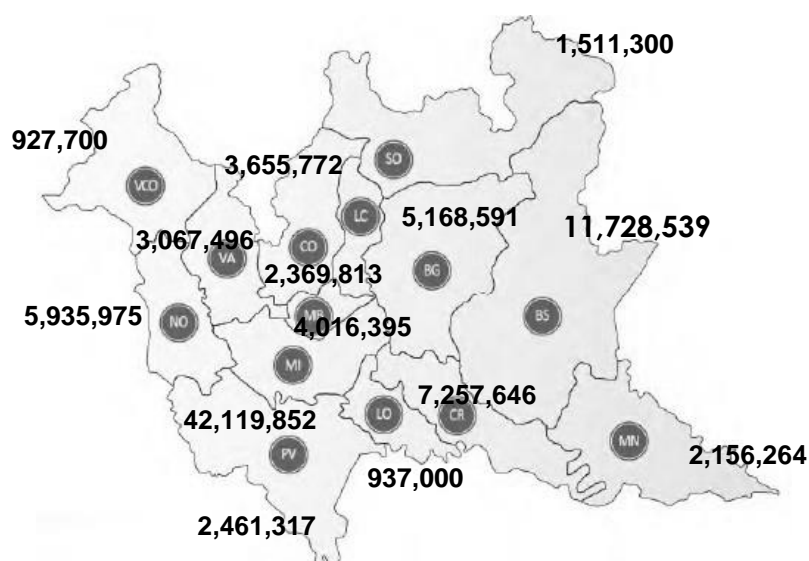 1,511,300
927,700
3,655,772
SO
VCO
LC
5,168,591
11,728,539
3,067,496
VA
CO
2,369,813
BG
5,935,975
NO
MB
4,016,395
BS
MI
7,257,646
42,119,852
LO
CR
MN
PV
2,156,264
937,000
2,461,317